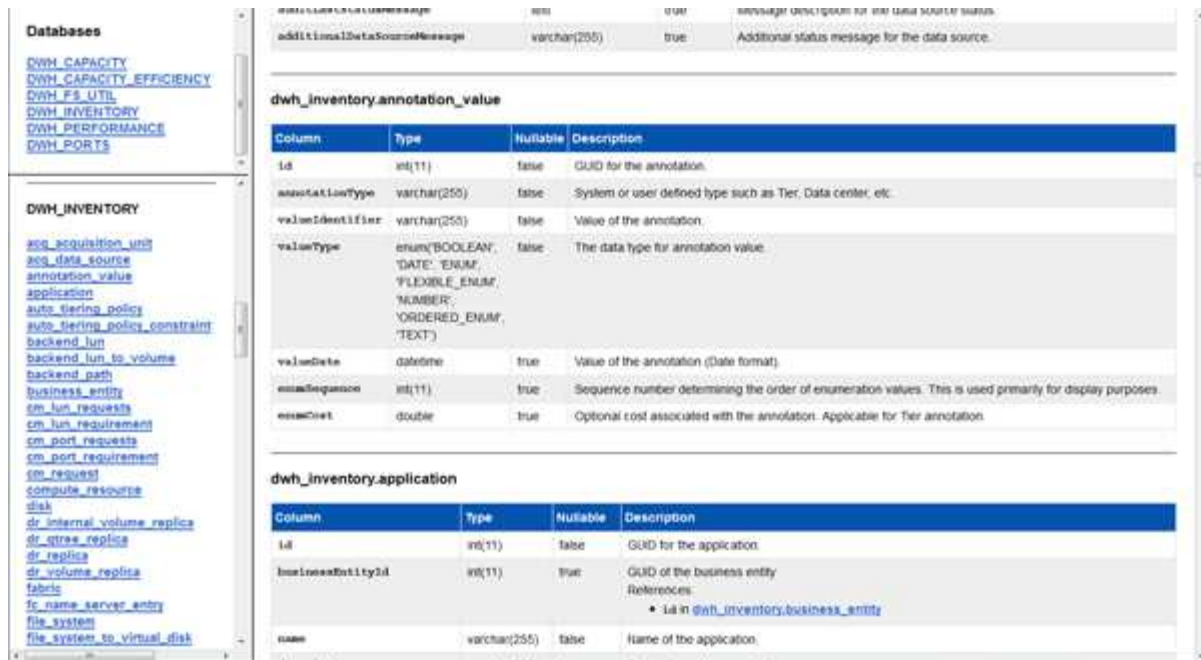 Databases
DWH_CAPACITY
DWH_CAPACITY_EFFICIENCY
DWH_FS_UTIL
DWH_INVENTORY
DWH_PERFORMANCE
DWH_PORTS
DWH_INVENTORY
acq_acquisition_unit
acq_data_source
annotation_value
application
auto_tiering_policy
auto_tiering_policy_constraint
backend_lun
backend_lun_to_volume
backend_path
business_entity
cm_lun_requests
cm_lun_requirement
cm_port_requests
cm_port_requirement
cm_request
compute_resource
disk
dr_internal_volume_replica
dr_qtree_replica
dr_replica
dr_volume_replica
fabric
fc_name_server_entry
file_system
file_system_to_virtual_disk
text true Message description for the data source status.
additionalDataSourceMessage varchar(255) true Additional status message for the data source.
dwh_inventory.annotation_value
Column Type Nullable Description
id int(11) false GUID for the annotation.
annotationType varchar(255) false System or user defined type such as Tier, Data center, etc.
valueIdentifier varchar(255) false Value of the annotation.
valueType enum('BOOLEAN', false The data type for annotation value.
'DATE', 'ENUM',
'FLEXIBLE_ENUM',
'NUMBER',
'ORDERED_ENUM',
'TEXT')
valueDate datetime true Value of the annotation (Date format).
enumSequence int(11) true Sequence number determining the order of enumeration values. This is used primarily for display purposes.
enumCost double true Optional cost associated with the annotation. Applicable for Tier annotation.
dwh_inventory.application
Column Type Nullable Description
id int(11) false GUID for the application.
businessEntityId int(11) true GUID of the business entity
References:
• id in dwh_inventory.business_entity
name varchar(255) false Name of the application.